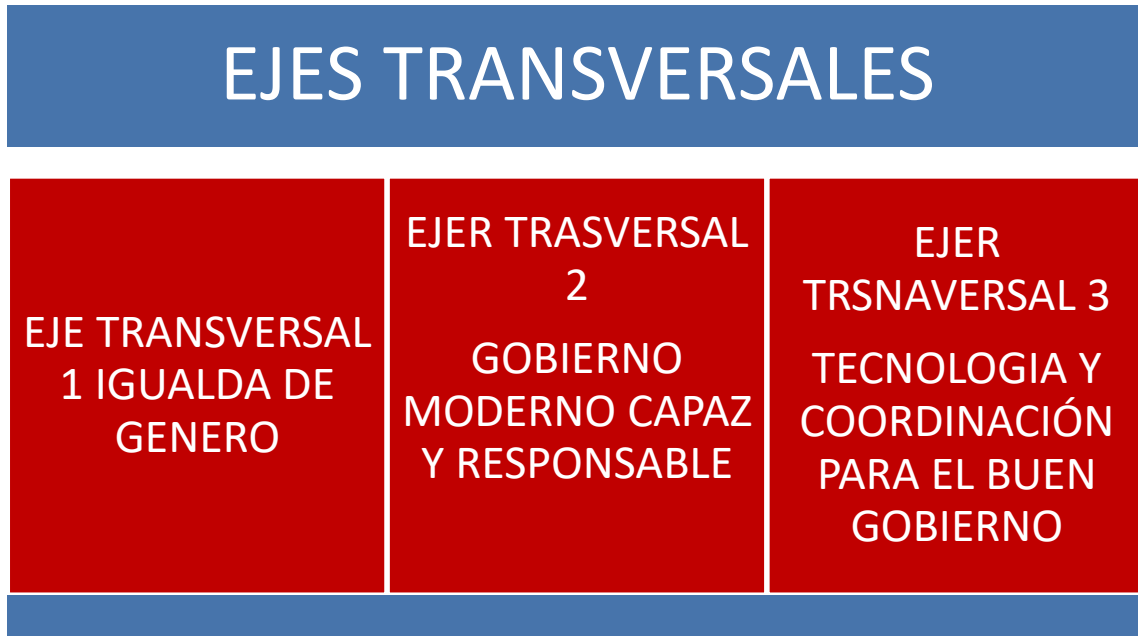 EJES TRANSVERSALES
EJE TRANSVERSAL
1 IGUALDA DE
GENERO
EJER TRASVERSAL
2
GOBIERNO
MODERNO CAPAZ
Y RESPONSABLE
EJER
TRSNAVERSAL 3
TECNOLOGIA Y
COORDINACIÓN
PARA EL BUEN
GOBIERNO